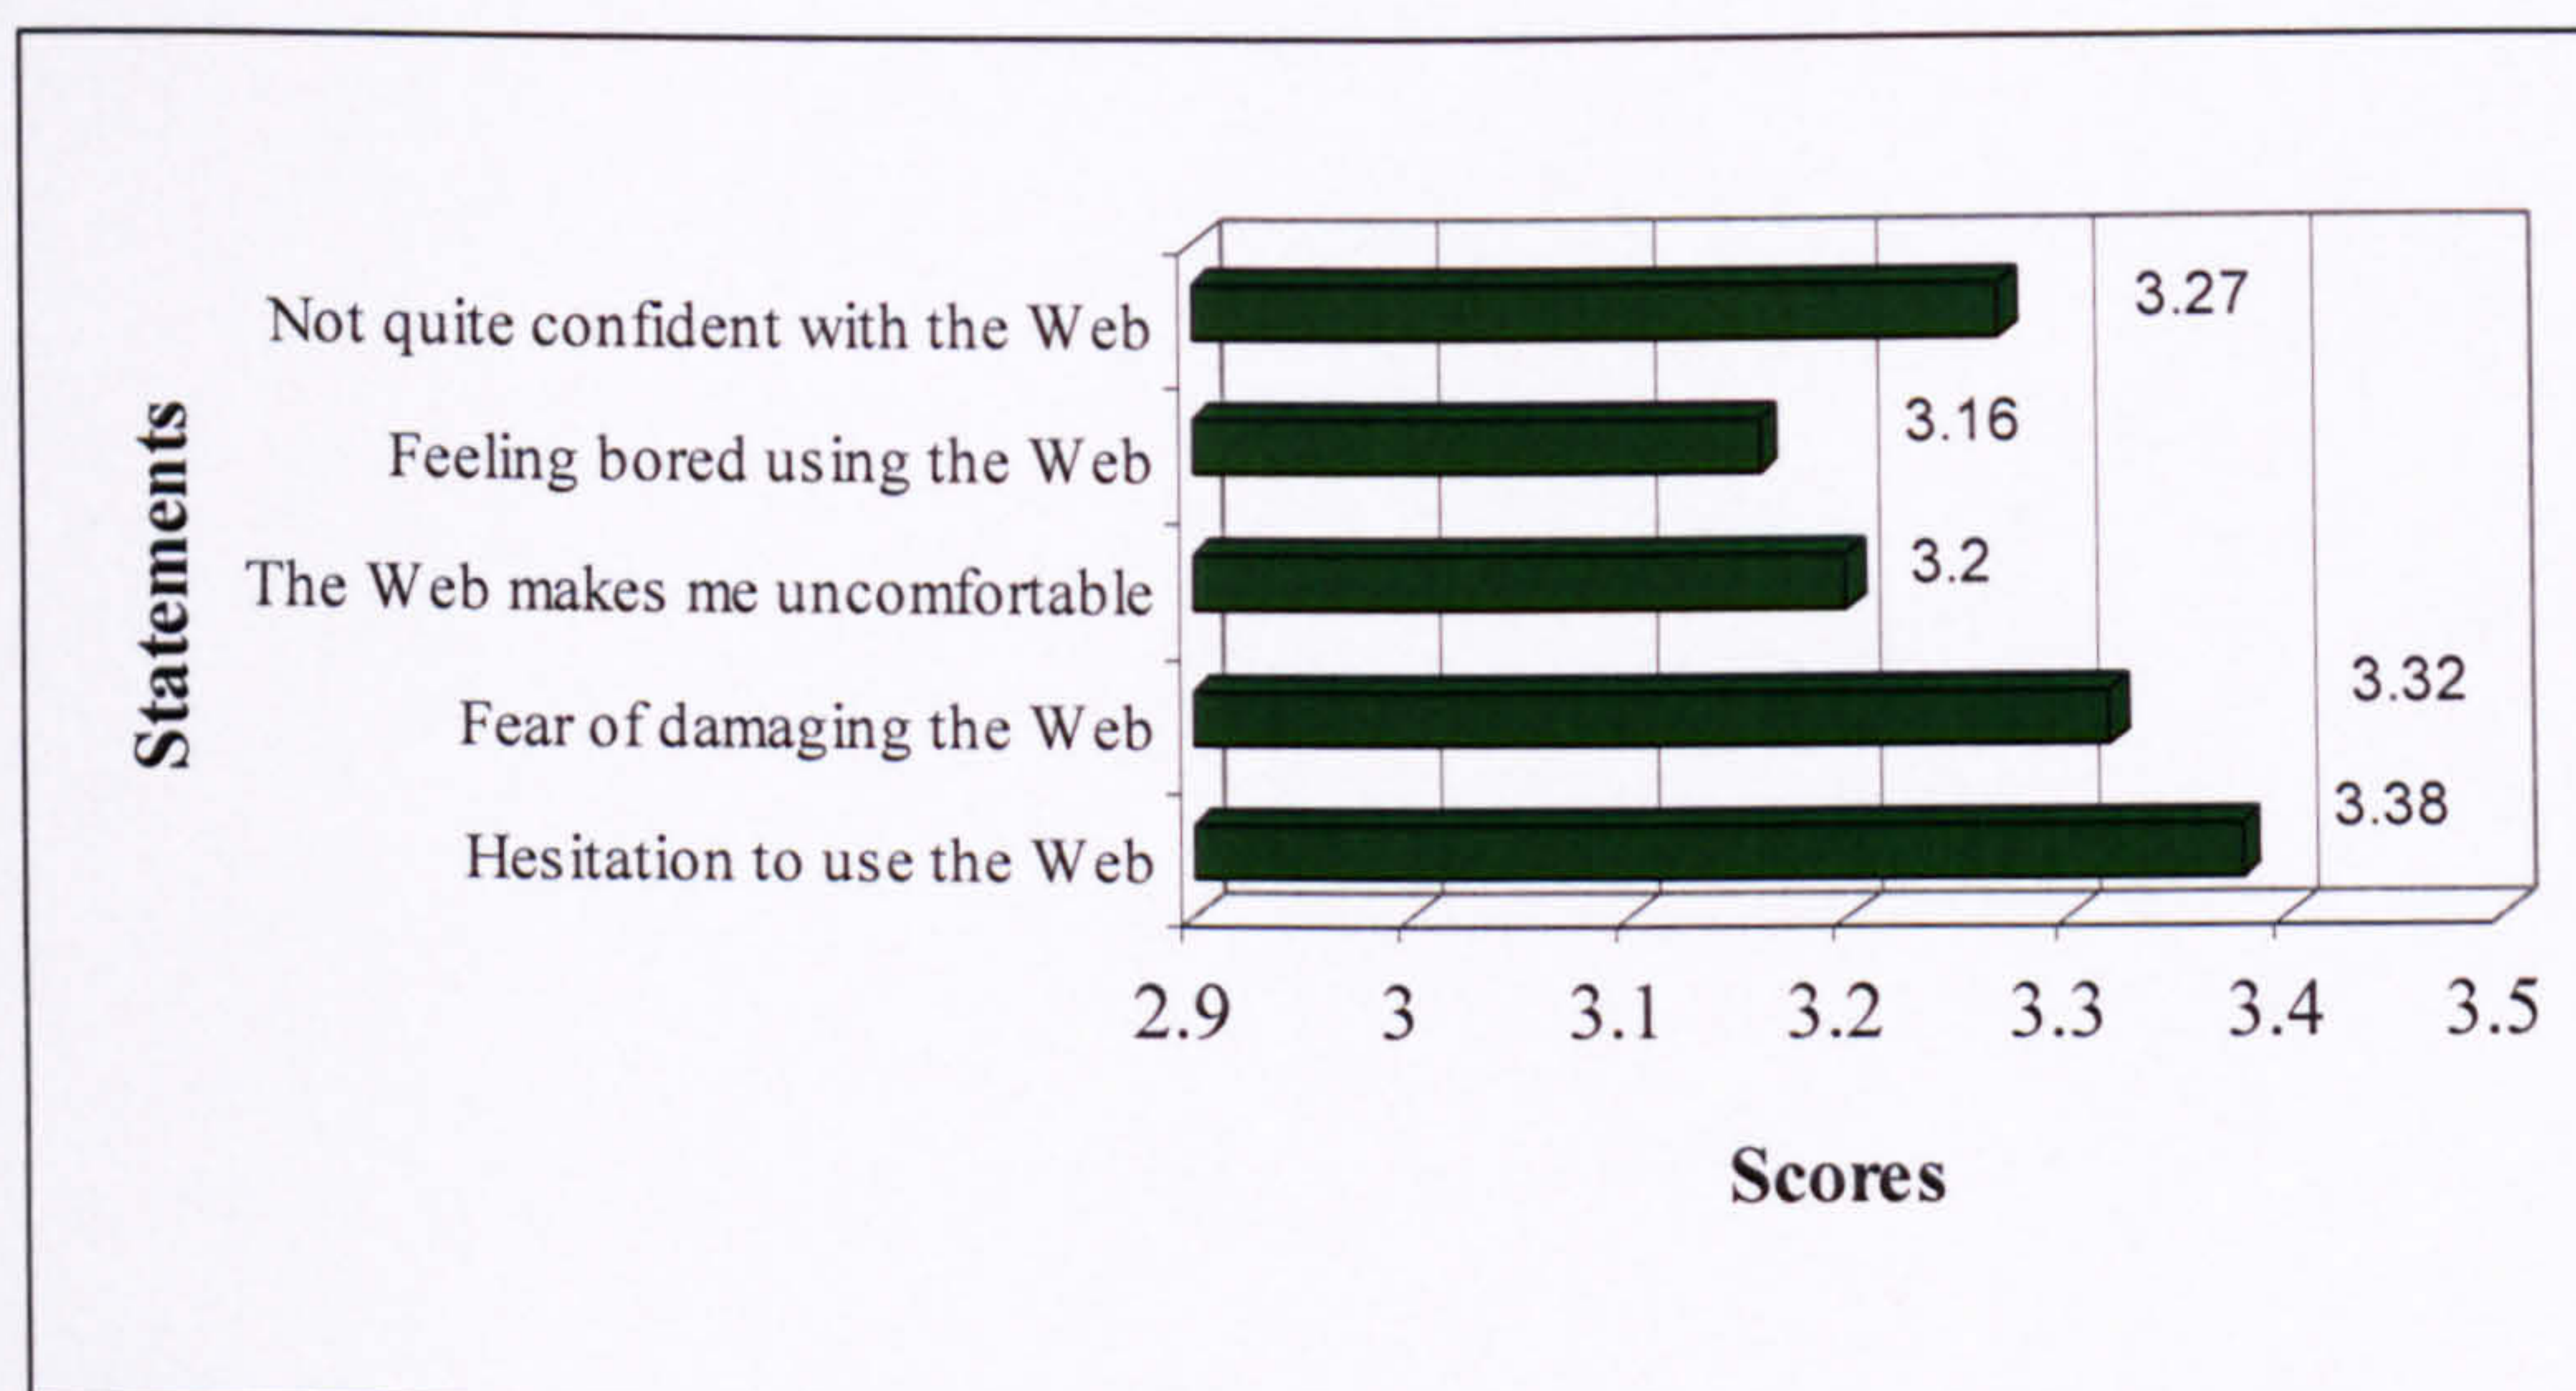 Statements
Not quite confident with the Web 3.27
Feeling bored using the Web 3.16
The Web makes me uncomfortable 3.2
Fear of damaging the Web 3.32
Hesitation to use the Web 3.38
2.9 3 3.1 3.2 3.3 3.4 3.5
Scores